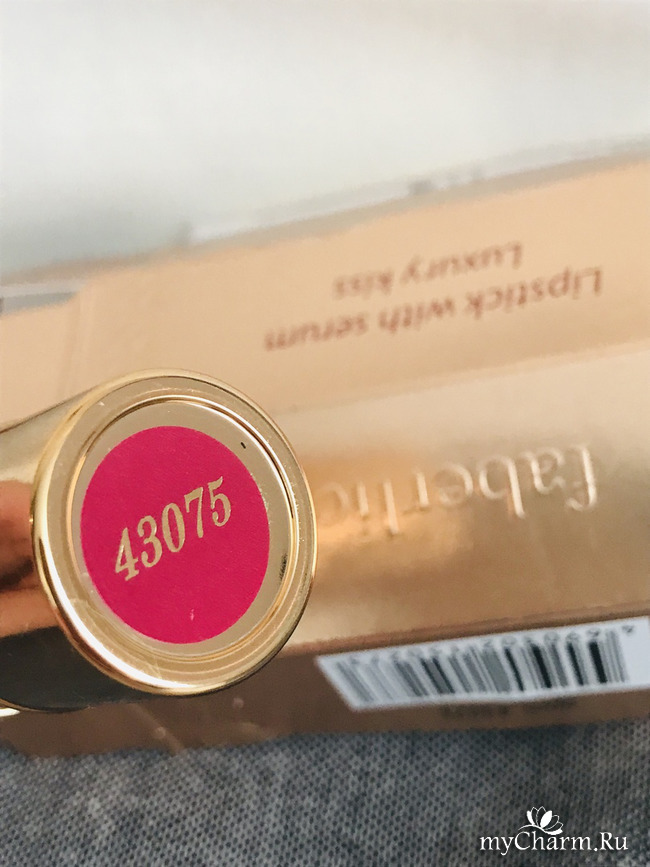 Lipstick with serum
Luxury kiss
faberlic
43075
myCharm.Ru